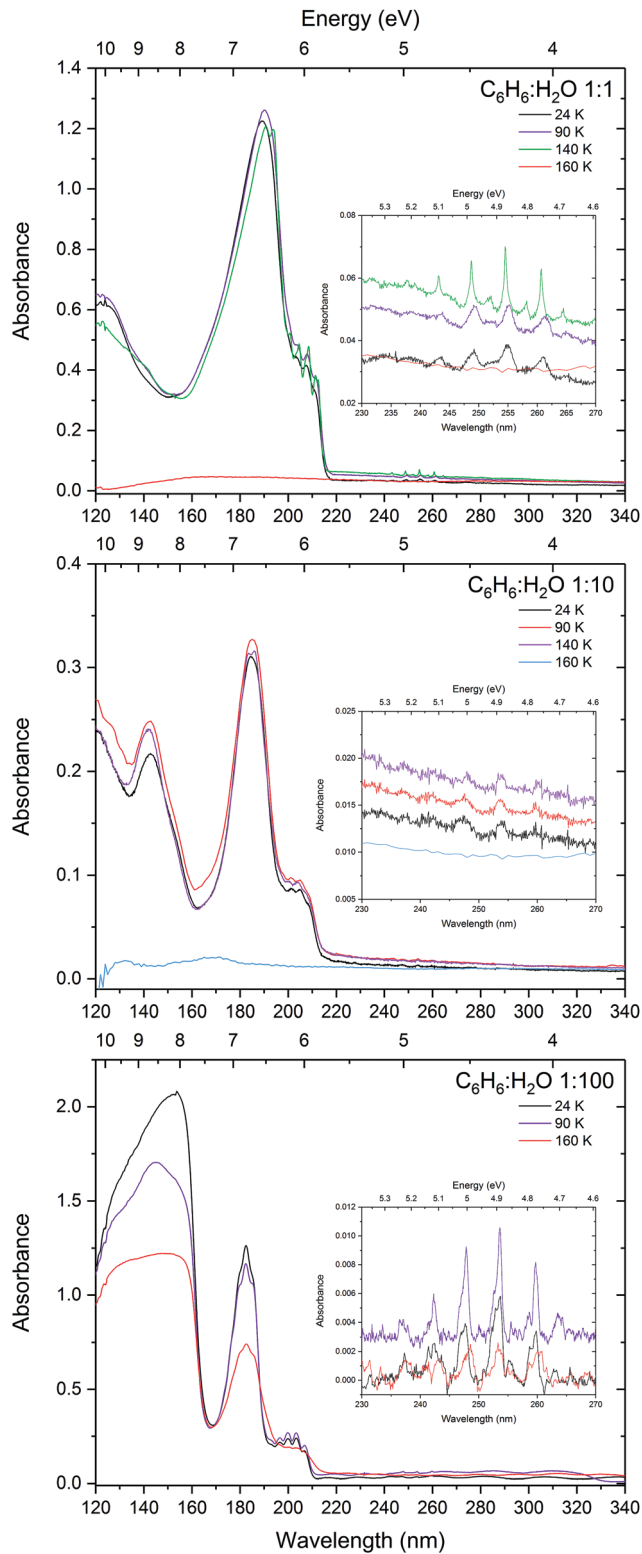 Energy (eV)
10 9 8 7 6 5 4
C6H6:H2O 1:1
24 K
90 K
140 K
160 K
Absorbance
1.4
1.2
1.0
0.8
0.6
0.4
0.2
0.0
Energy (eV)
5.3 5.2 5.1 5 4.9 4.8 4.7 4.6
Absorbance
0.08
0.06
0.04
0.02
230 235 240 245 250 255 260 265 270
Wavelength (nm)
120 140 160 180 200 220 240 260 280 300 320 340
10 9 8 7 6 5 4
C6H6:H2O 1:10
24 K
90 K
140 K
160 K
Absorbance
0.4
0.3
0.2
0.1
0.0
Energy (eV)
5.3 5.2 5.1 5 4.9 4.8 4.7 4.6
Absorbance
0.025
0.020
0.015
0.010
0.005
230 240 250 260 270
Wavelength (nm)
120 140 160 180 200 220 240 260 280 300 320 340
10 9 8 7 6 5 4
C6H6:H2O 1:100
24 K
90 K
160 K
Absorbance
2.0
1.5
1.0
0.5
0.0
Energy (eV)
5.3 5.2 5.1 5 4.9 4.8 4.7 4.6
Absorbance
0.012
0.010
0.008
0.006
0.004
0.002
0.000
230 240 250 260 270
Wavelength (nm)
120 140 160 180 200 220 240 260 280 300 320 340
Wavelength (nm)